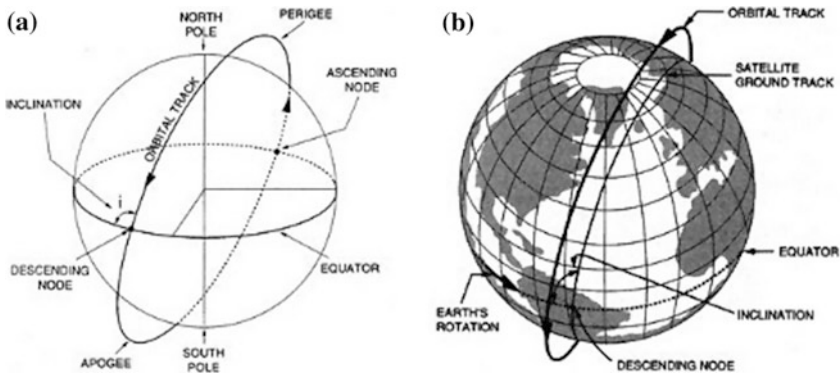 (a)
NORTH
POLE
PERIGEE
ASCENDING
NODE
INCLINATION
ORBITAL TRACK
i
DESCENDING
NODE
EQUATOR
APOGEE
SOUTH
POLE
(b)
ORBITAL TRACK
SATELLITE
GROUND TRACK
EQUATOR
EARTH'S
ROTATION
INCLINATION
DESCENDING NODE